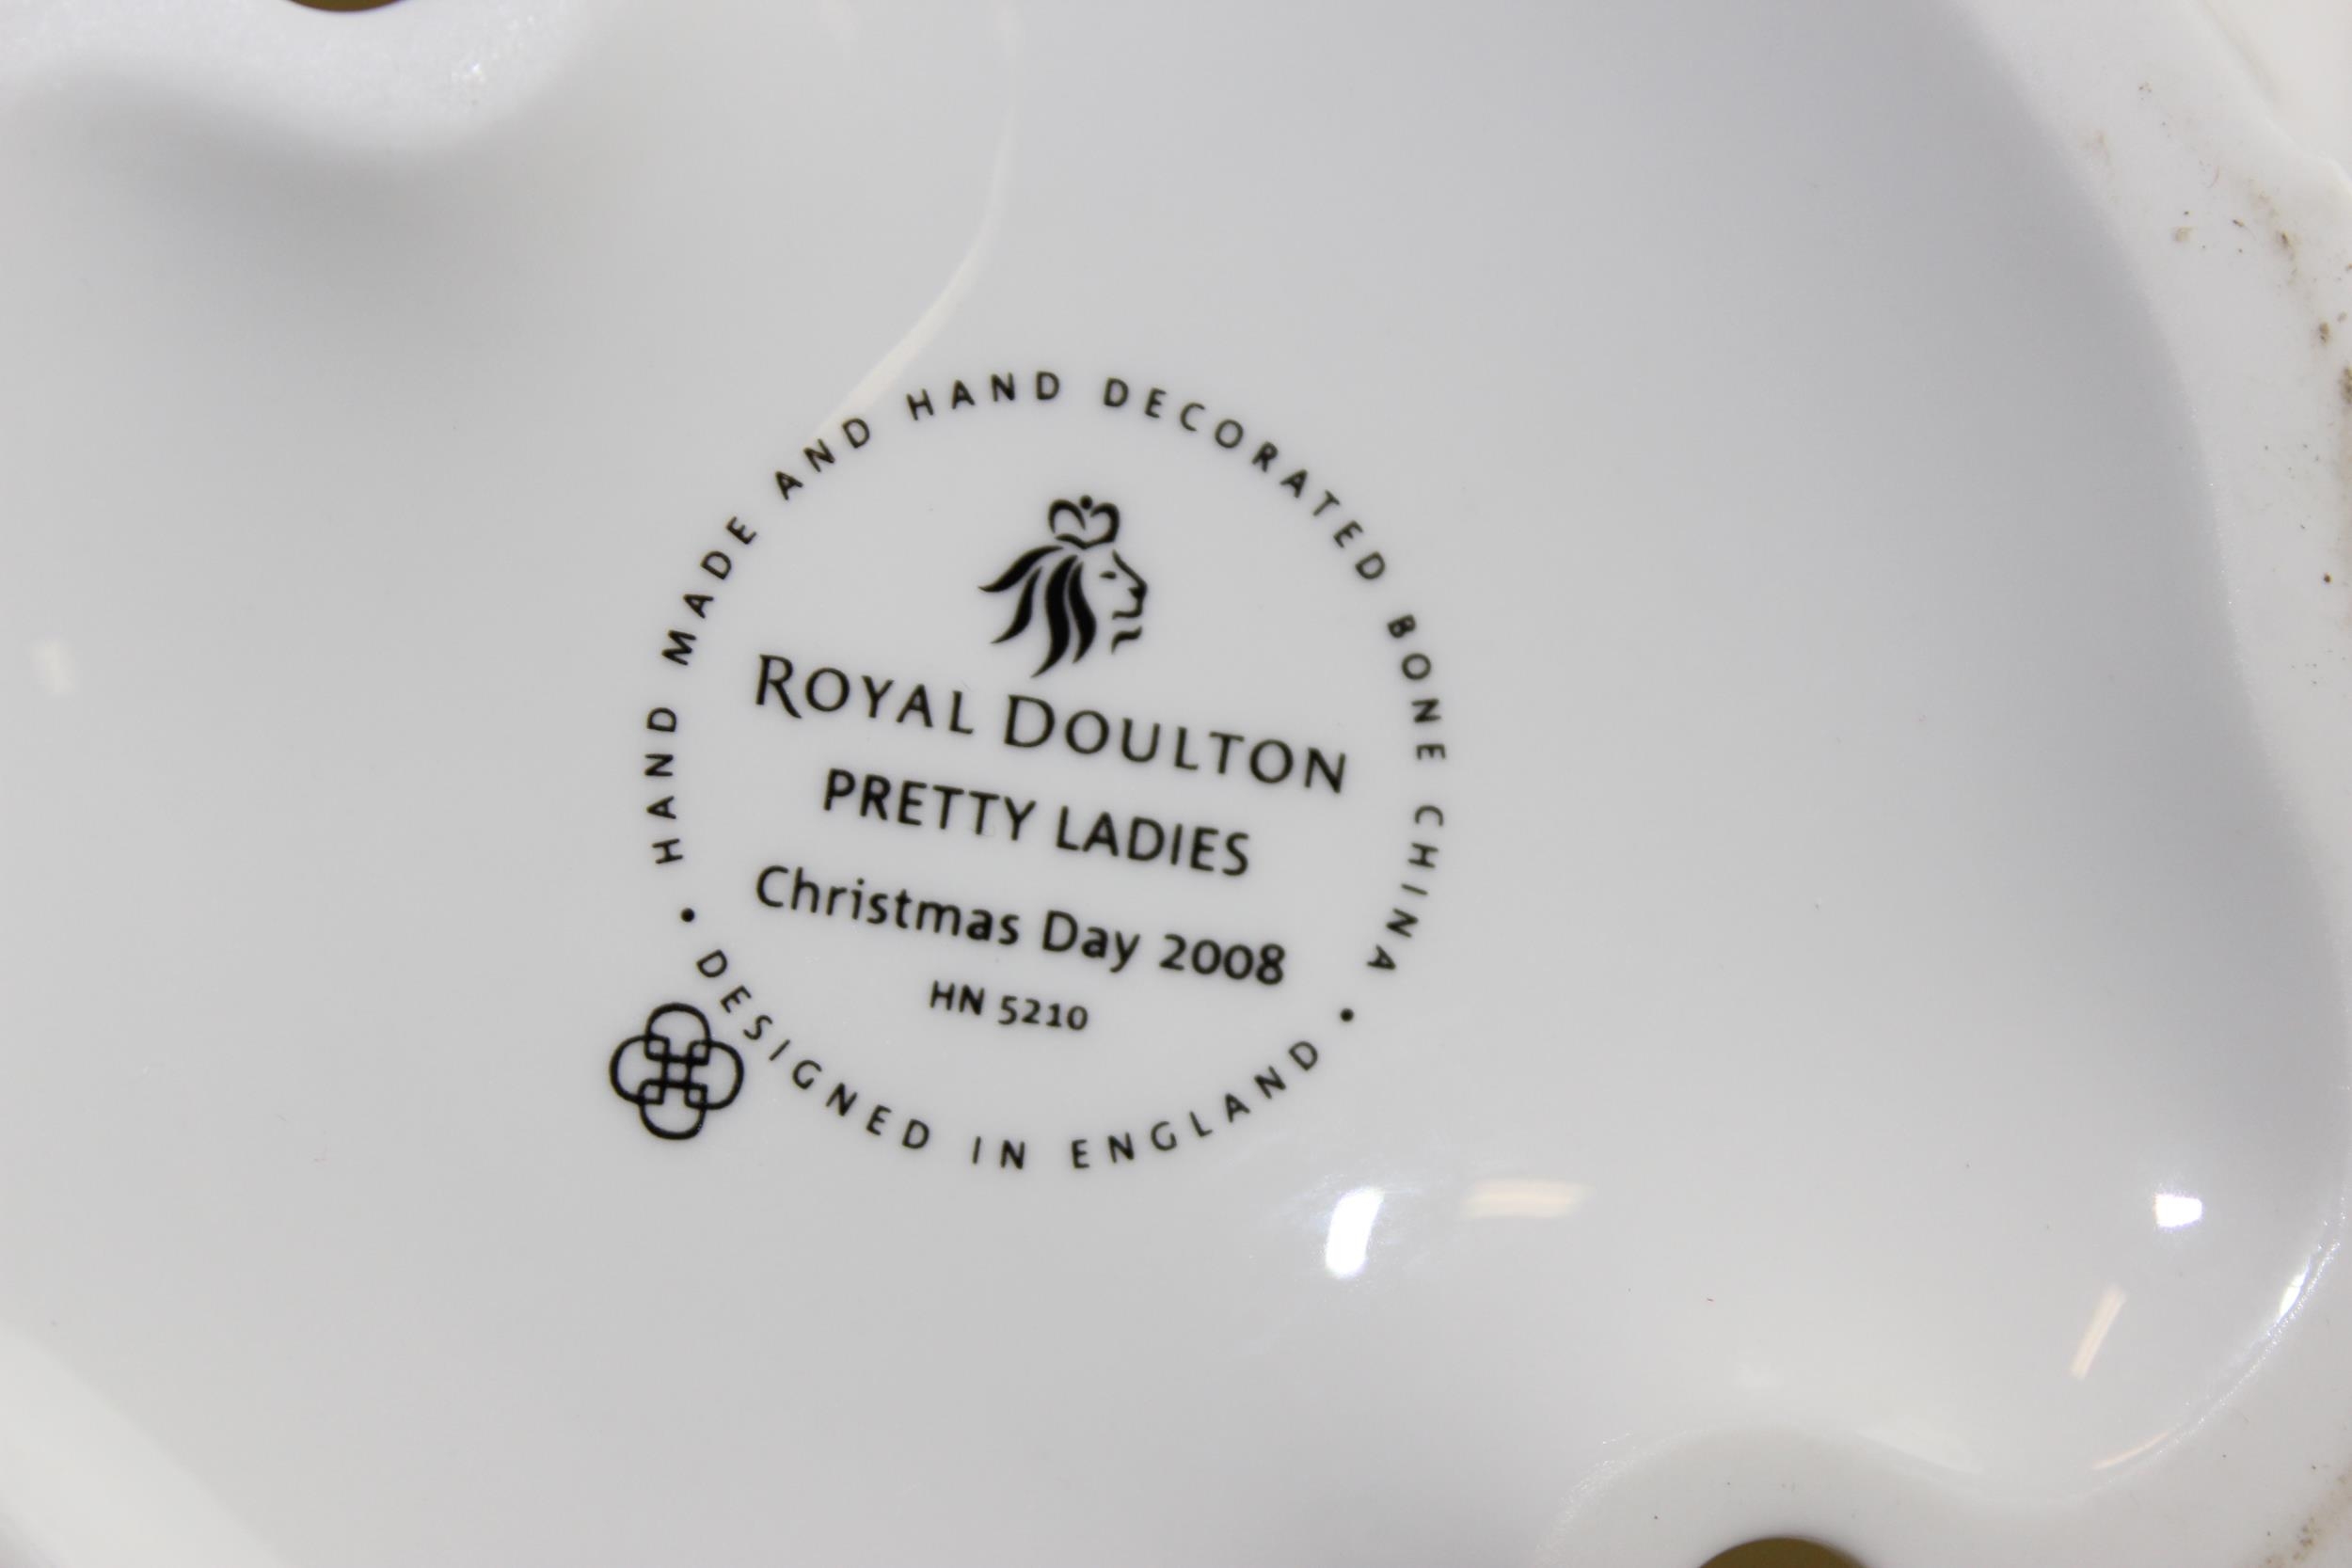 HAND MADE AND HAND DECORATED BONE CHINA
ROYAL DOULTON
PRETTY LADIES
Christmas Day 2008
HN 5210
• DESIGNED IN ENGLAND •